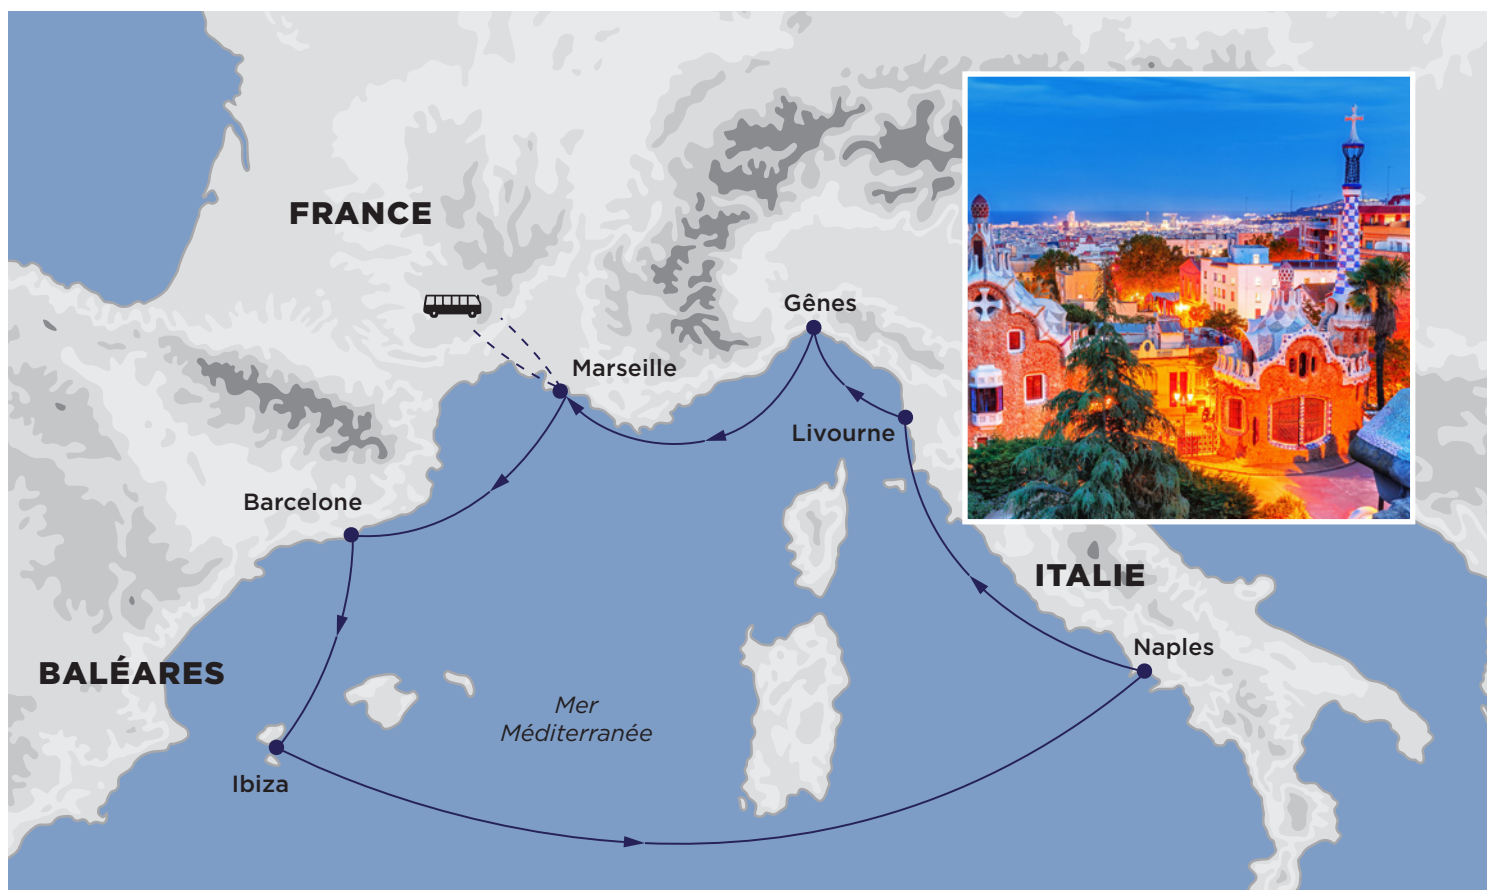 FRANCE
Gênes
Marseille
Livourne
Barcelone
ITALIE
Naples
BALÉARES
Mer
Méditerranée
Ibiza